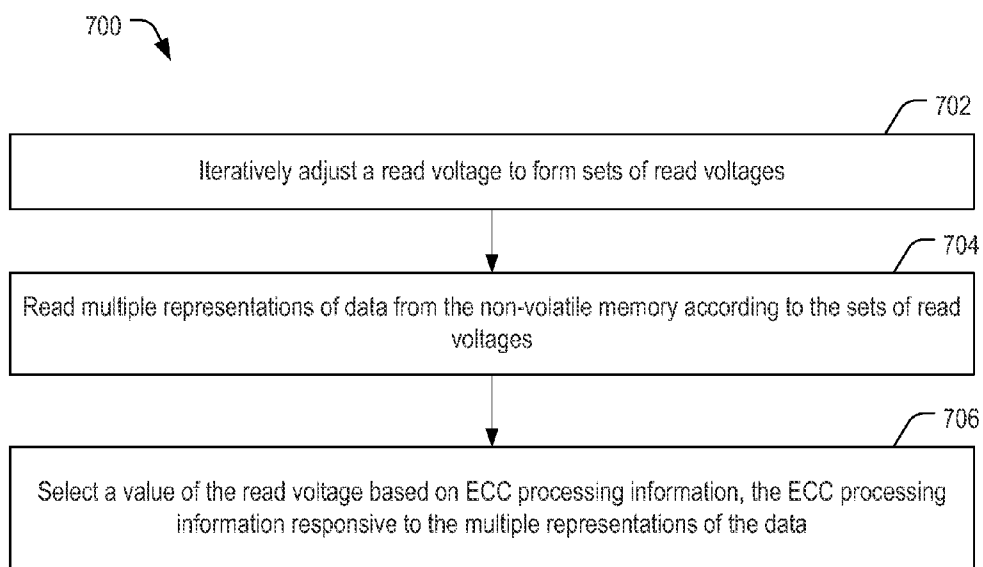 700
702
Iteratively adjust a read voltage to form sets of read voltages
704
Read multiple representations of data from the non-volatile memory according to the sets of read
voltages
706
Select a value of the read voltage based on ECC processing information, the ECC processing
information responsive to the multiple representations of the data